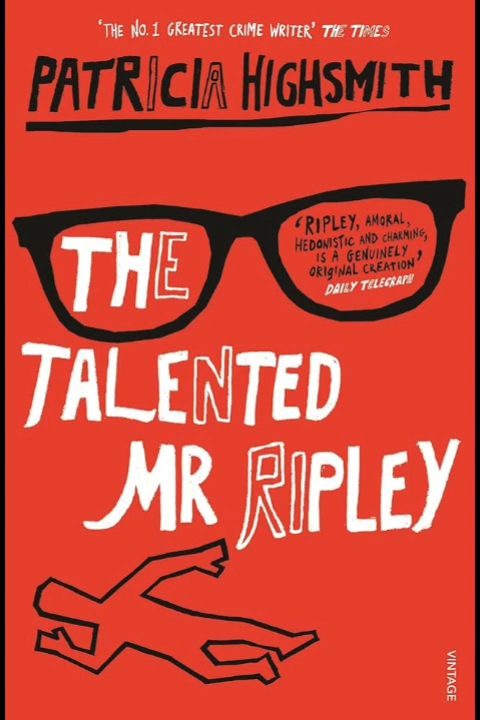 'THE NO.1 GREATEST CRIME WRITER' THE TIMES
PATRICIA HIGHSMITH
THE
'RIPLEY, AMORAL,
HEDONISTIC AND CHARMING,
IS A GENUINELY
ORIGINAL CREATION'
DAILY TELEGRAPH
TALENTED
MR RIPLEY
VINTAGE